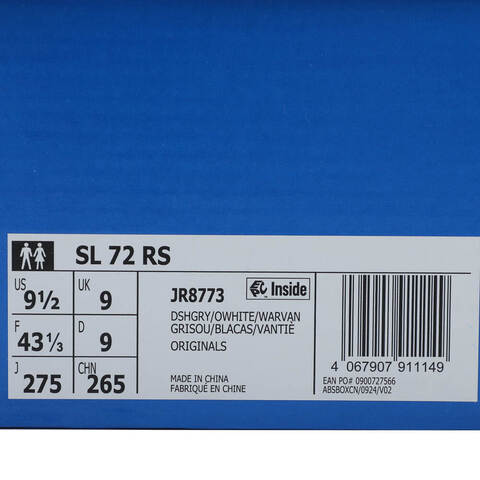 SL 72 RS
US 9½ UK 9
F 43⅓ D 9
J 275 CHN 265
JR8773 Inside
DSHGRY/OWHITE/WARVAN
GRISOU/BLACAS/VANTIÉ
ORIGINALS
MADE IN CHINA
FABRIQUÉ EN CHINE
4 067907 911149
EAN PO# 0900727566
ABSBOXCN/0924/V02